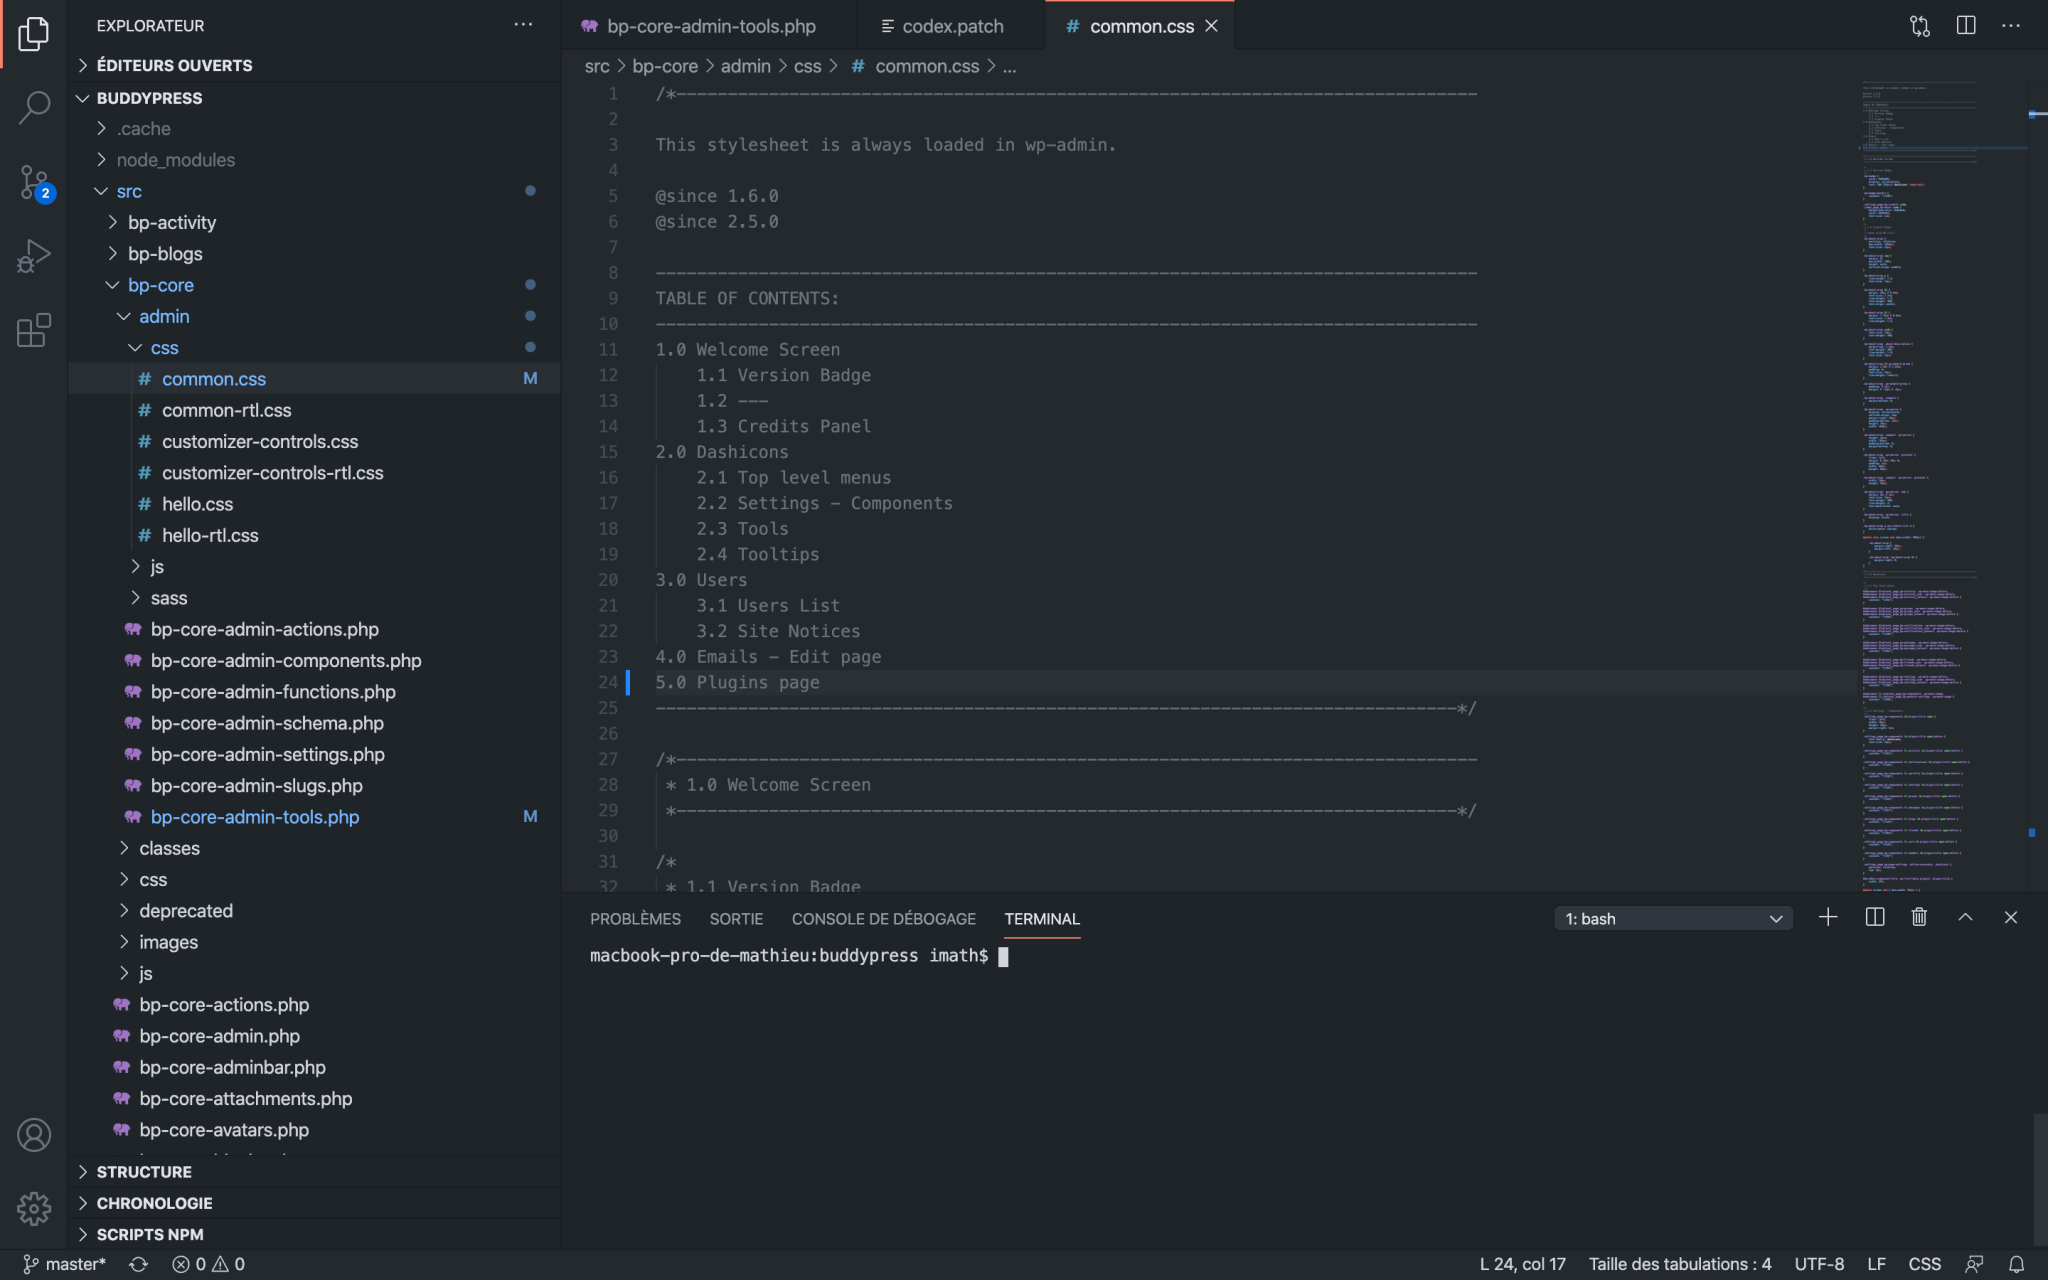 EXPLORATEUR
ÉDITEURS OUVERTS
BUDDYPRESS
.cache
node_modules
src
bp-activity
bp-blogs
bp-core
admin
css
# common.css M
# common-rtl.css
# customizer-controls.css
# customizer-controls-rtl.css
# hello.css
# hello-rtl.css
js
sass
bp-core-admin-actions.php
bp-core-admin-components.php
bp-core-admin-functions.php
bp-core-admin-schema.php
bp-core-admin-settings.php
bp-core-admin-slugs.php
bp-core-admin-tools.php M
classes
css
deprecated
images
js
bp-core-actions.php
bp-core-admin.php
bp-core-adminbar.php
bp-core-attachments.php
bp-core-avatars.php
STRUCTURE
CHRONOLOGIE
SCRIPTS NPM
2
bp-core-admin-tools.php codex.patch # common.css
src > bp-core > admin > css > # common.css > ...
1 /*------------------------------------------------------------------------------
2
3 This stylesheet is always loaded in wp-admin.
4
5 @since 1.6.0
6 @since 2.5.0
7
8 --------------------------------------------------------------------------------
9 TABLE OF CONTENTS:
10 --------------------------------------------------------------------------------
11 1.0 Welcome Screen
12 1.1 Version Badge
13 1.2 ---
14 1.3 Credits Panel
15 2.0 Dashicons
16 2.1 Top level menus
17 2.2 Settings - Components
18 2.3 Tools
19 2.4 Tooltips
20 3.0 Users
21 3.1 Users List
22 3.2 Site Notices
23 4.0 Emails - Edit page
24 5.0 Plugins page
25 ------------------------------------------------------------------------------*/
26
27 /*------------------------------------------------------------------------------
28 * 1.0 Welcome Screen
29 *----------------------------------------------------------------------------*/
30
31 /*
32 * 1.1 Version Badge
PROBLÈMES SORTIE CONSOLE DE DÉBOGAGE TERMINAL 1: bash
macbook-pro-de-mathieu:buddypress imath$
master* 0 0 L 24, col 17 Taille des tabulations : 4 UTF-8 LF CSS